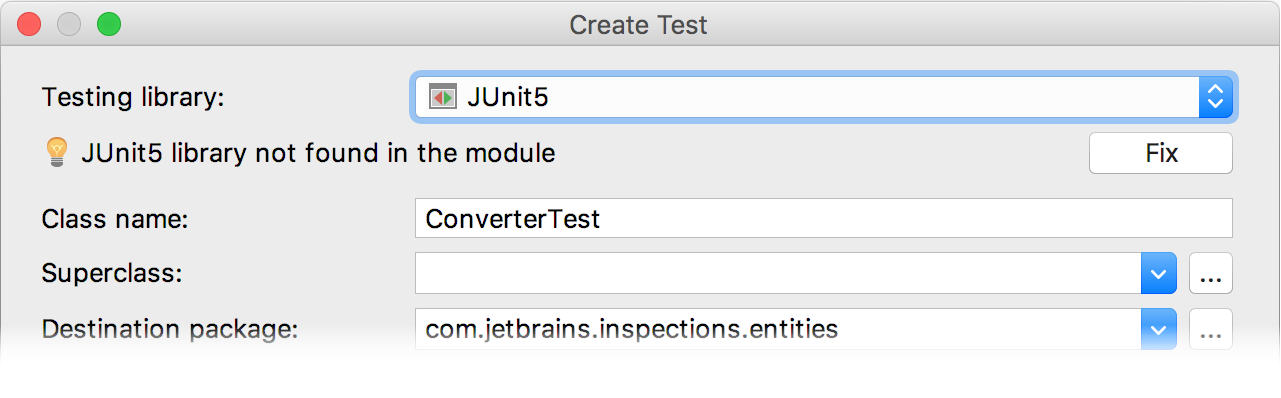 Create Test
Testing library: JUnit5
JUnit5 library not found in the module Fix
Class name: ConverterTest
Superclass: ...
Destination package: com.jetbrains.inspections.entities ...